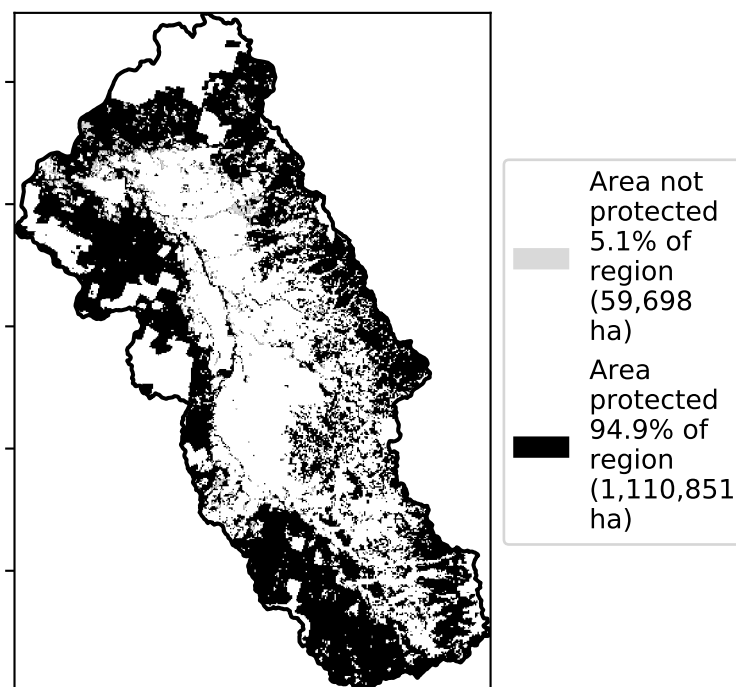 Area not
protected
5.1% of
region
(59,698
ha)
Area
protected
94.9% of
region
(1,110,851
ha)